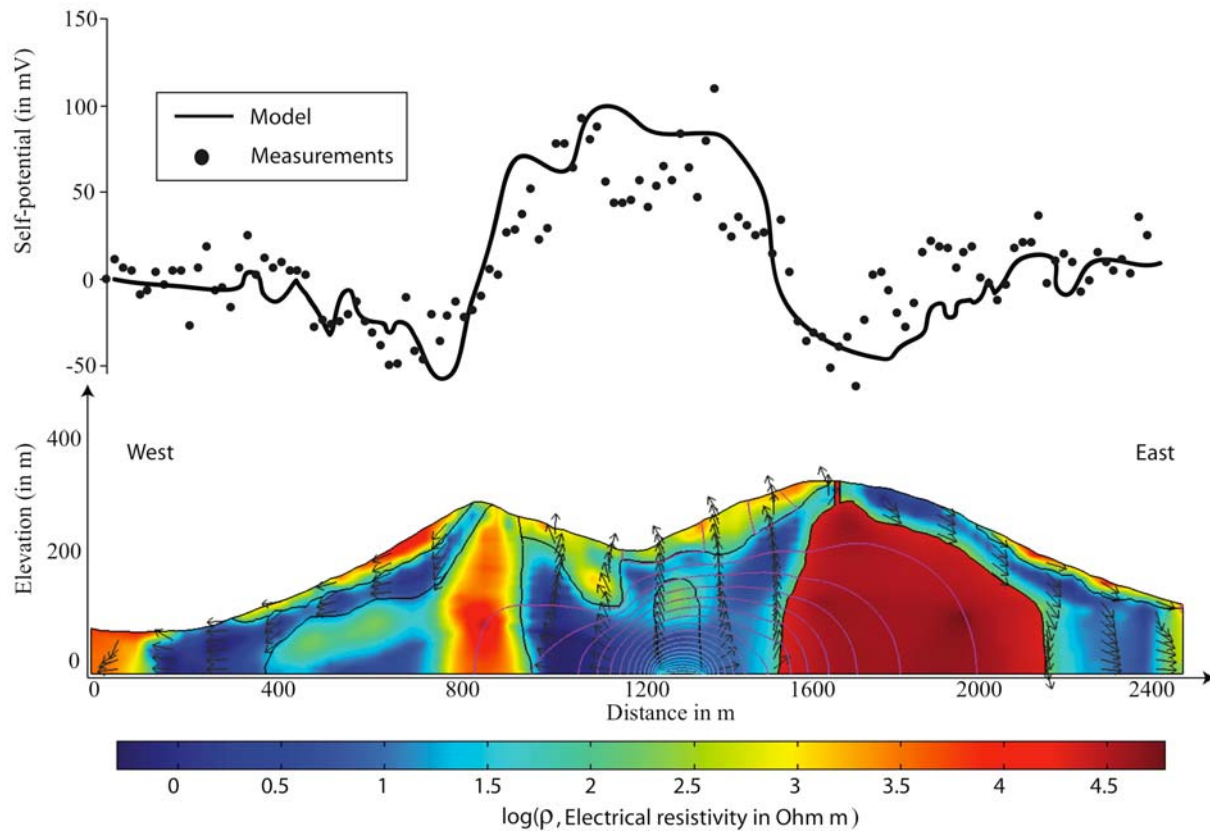 150
100
50
0
-50
Self-potential (in mV)
Model
Measurements
400
200
0
Elevation (in m)
West
East
0 400 800 1200 1600 2000 2400
Distance in m
0 0.5 1 1.5 2 2.5 3 3.5 4 4.5
log(ρ, Electrical resistivity in Ohm m )